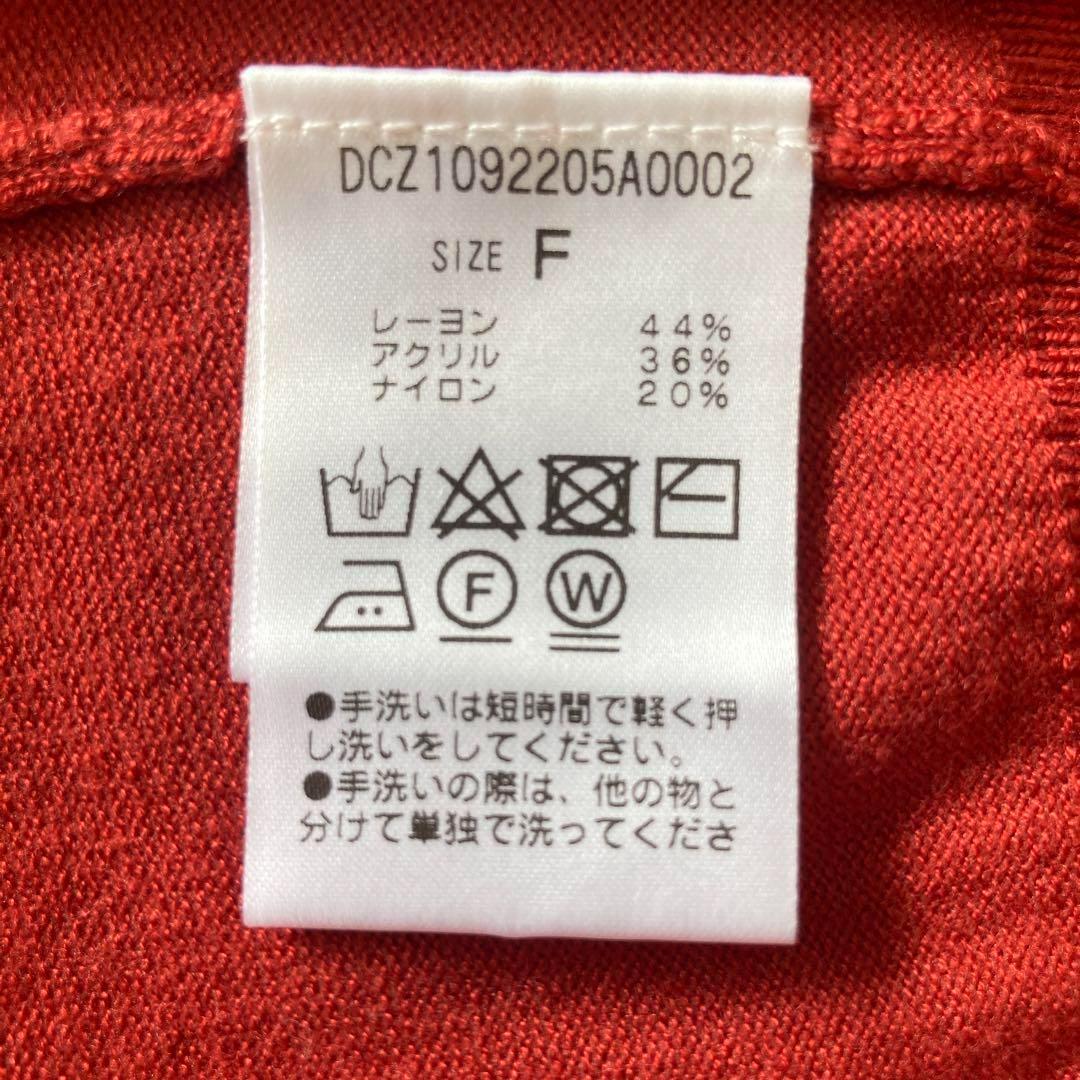 DCZ1092205A0002
SIZE F
レーヨン 44%
アクリル 36%
ナイロン 20%
F W
●手洗いは短時間で軽く押
し洗いをしてください。
●手洗いの際は、他の物と
分けて単独で洗ってくださ